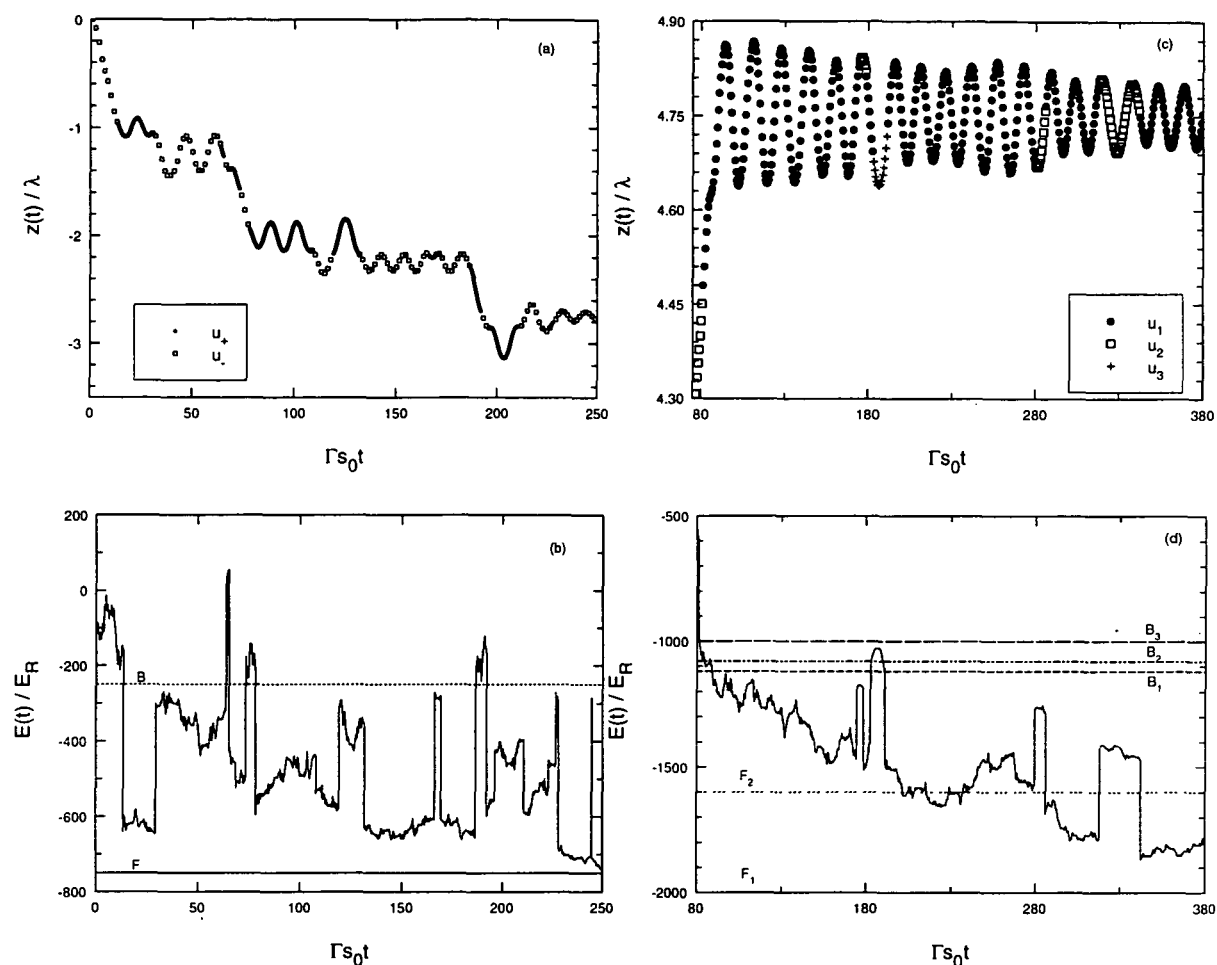 0
-1
-2
-3
0
50
100
150
200
250
(a)
z(t) / λ
Γs₀t
u₊
u₋
4.90
4.75
4.60
4.45
4.30
80
180
280
380
(c)
z(t) / λ
Γs₀t
u₁
u₂
u₃
200
0
-200
-400
-600
-800
0
50
100
150
200
250
(b)
B
F
E(t) / E_R
Γs₀t
-500
-1000
-1500
-2000
80
180
280
380
(d)
B₃
B₂
B₁
F₂
F₁
E(t) / E_R
Γs₀t